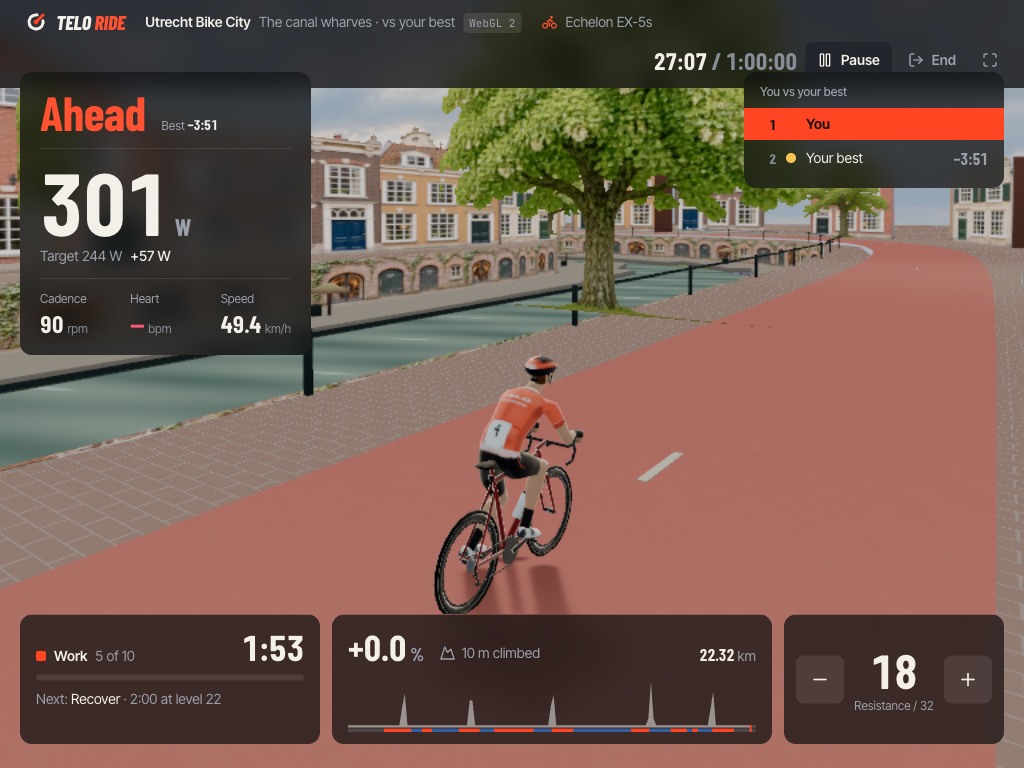 TELO RIDE Utrecht Bike City The canal wharves · vs your best WebGL 2 Echelon EX-5s
27:07 / 1:00:00 Pause End
Ahead Best −3:51
301 W
Target 244 W +57 W
Cadence Heart Speed
90 rpm — bpm 49.4 km/h
You vs your best
1 You
2 Your best −3:51
TELO
4
Work 5 of 10 1:53
Next: Recover · 2:00 at level 22
+0.0 % 10 m climbed 22.32 km
− 18 +
Resistance / 32